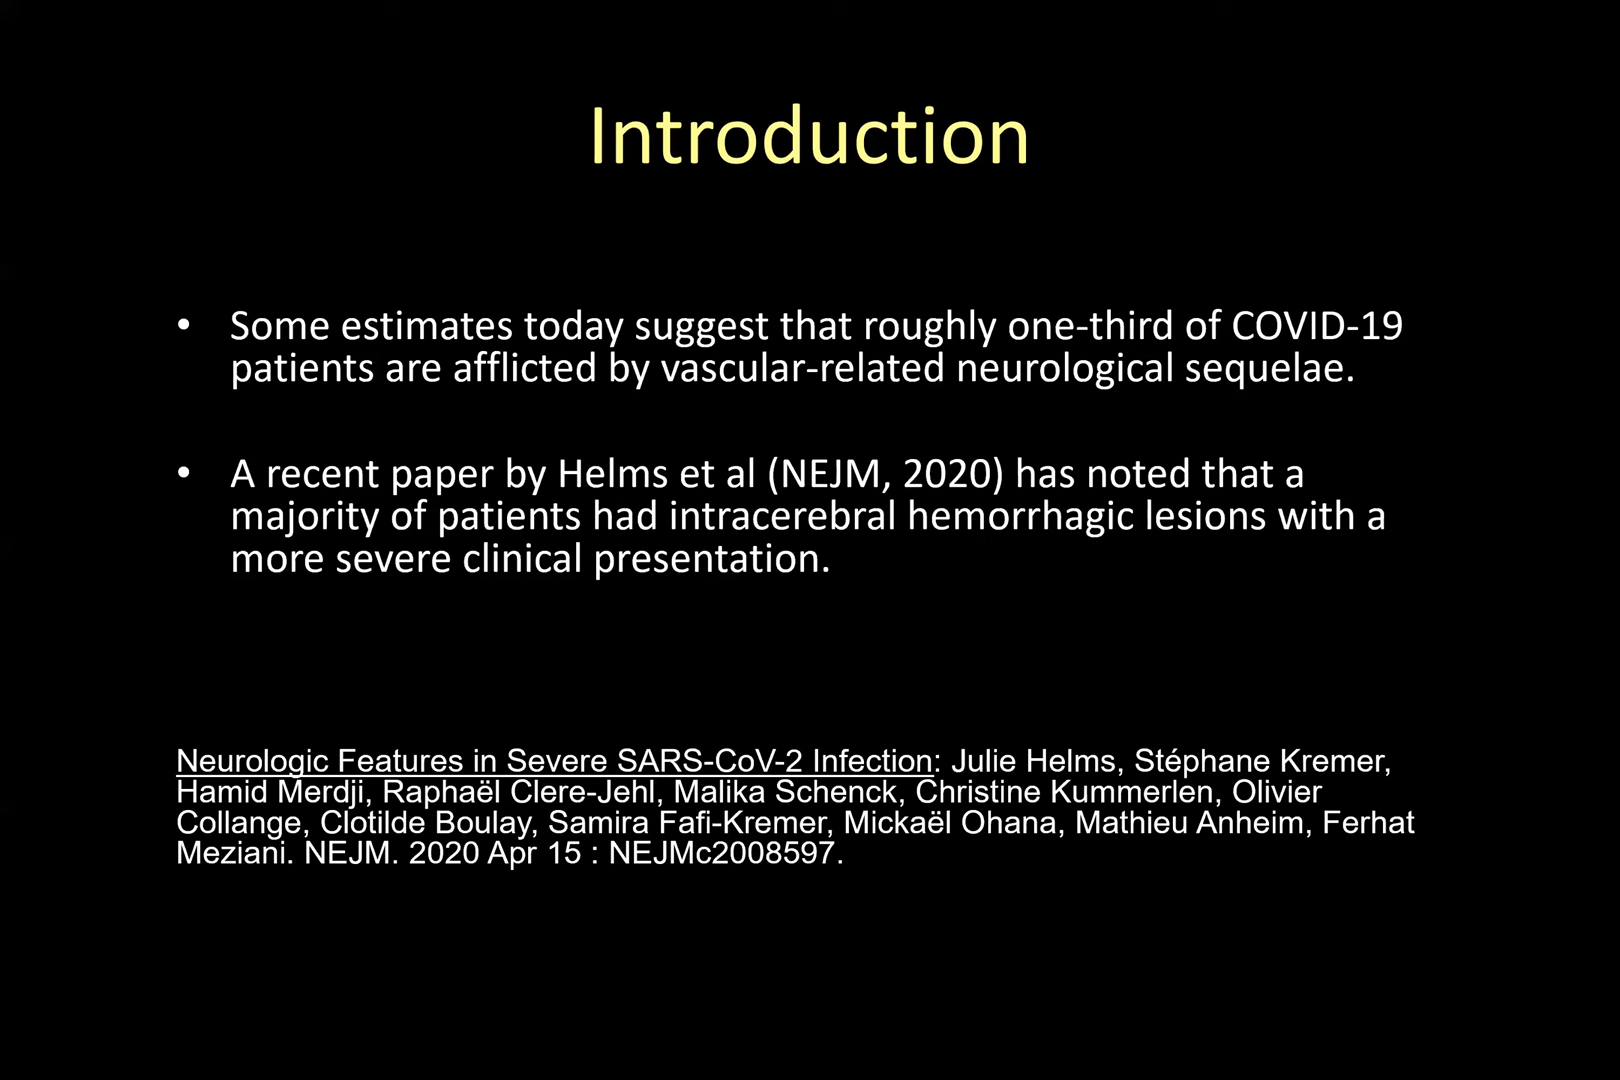 Introduction
• Some estimates today suggest that roughly one-third of COVID-19
patients are afflicted by vascular-related neurological sequelae.
• A recent paper by Helms et al (NEJM, 2020) has noted that a
majority of patients had intracerebral hemorrhagic lesions with a
more severe clinical presentation.
Neurologic Features in Severe SARS-CoV-2 Infection: Julie Helms, Stéphane Kremer,
Hamid Merdji, Raphaël Clere-Jehl, Malika Schenck, Christine Kummerlen, Olivier
Collange, Clotilde Boulay, Samira Fafi-Kremer, Mickaël Ohana, Mathieu Anheim, Ferhat
Meziani. NEJM. 2020 Apr 15 : NEJMc2008597.